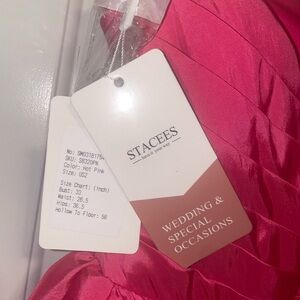 STACEES
WEDDING &
SPECIAL
OCCASIONS
Color: Hot Pink
Size: US2
Size Chart: (Inch)
Bust: 33
Waist: 26.5
Hips: 36.5
Hollow To Floor: 58